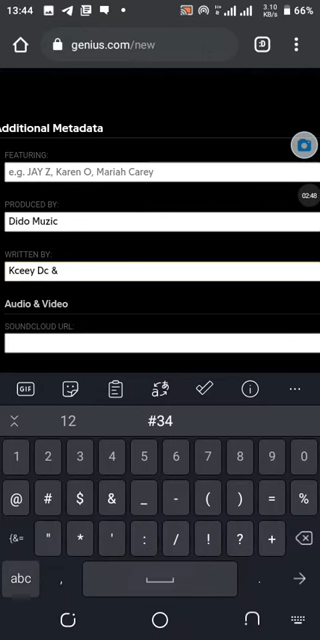 13:44
3.10
KB/s
66%
genius.com/new
:D
Additional Metadata
FEATURING:
e.g. JAY Z, Karen O, Mariah Carey
02:48
PRODUCED BY:
Dido Muzic
WRITTEN BY:
Kceey Dc &
Audio & Video
SOUNDCLOUD URL:
GIF
12
#34
1 2 3 4 5 6 7 8 9 0
@ # $ & _ - ( ) = %
{&= " * ' : / ! ? +
abc , .